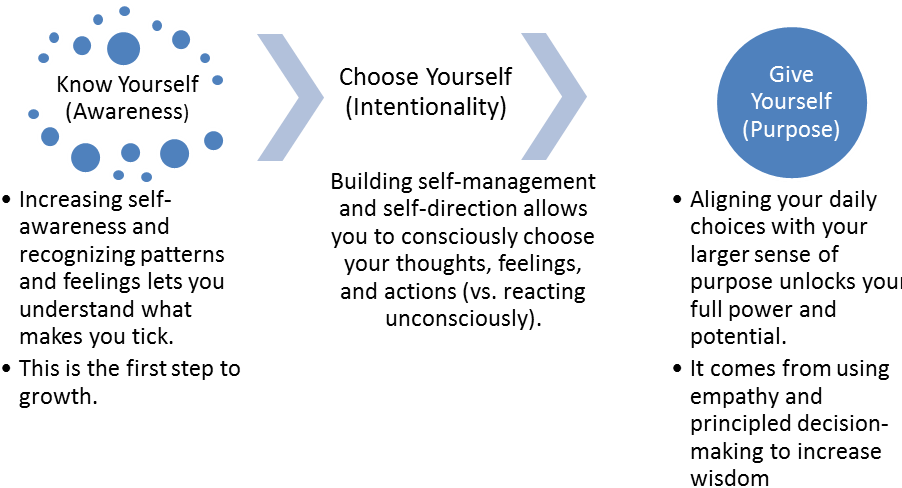 Know Yourself
(Awareness)
• Increasing self-
awareness and
recognizing patterns
and feelings lets you
understand what
makes you tick.
• This is the first step to
growth.
Choose Yourself
(Intentionality)
Building self-management
and self-direction allows
you to consciously choose
your thoughts, feelings,
and actions (vs. reacting
unconsciously).
Give
Yourself
(Purpose)
• Aligning your daily
choices with your
larger sense of
purpose unlocks your
full power and
potential.
• It comes from using
empathy and
principled decision-
making to increase
wisdom